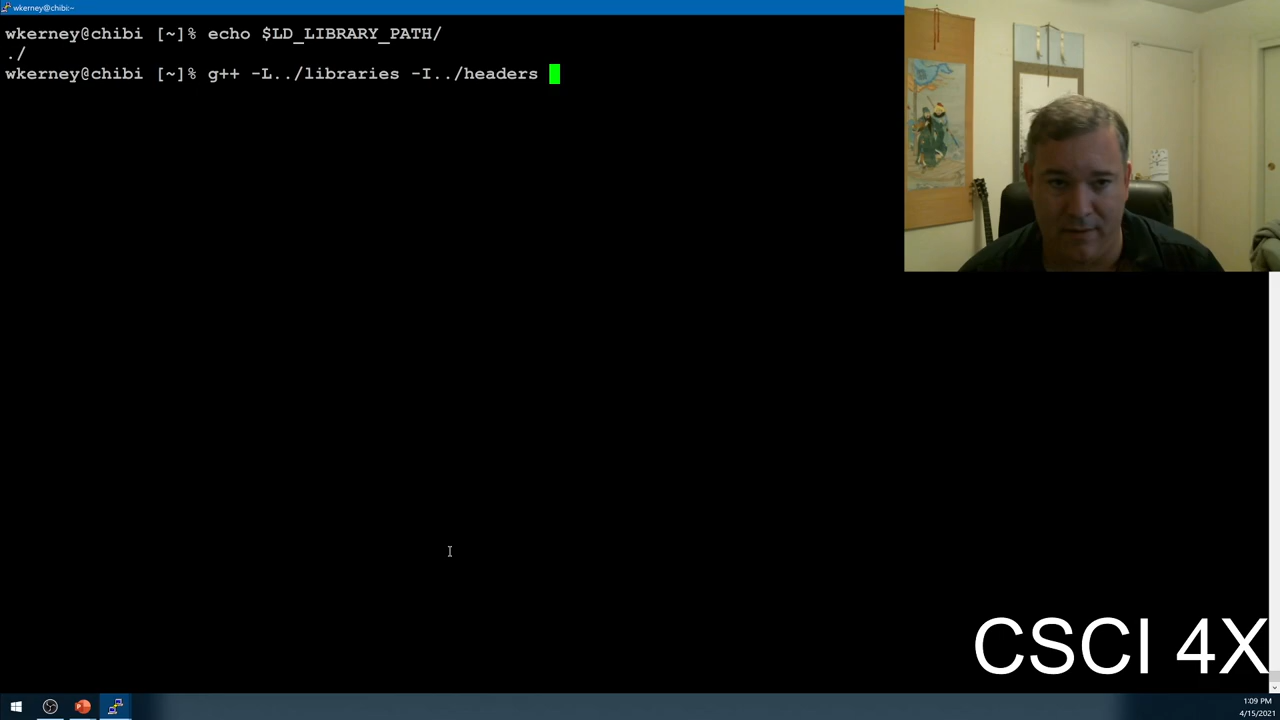 wkerney@chibi:~
wkerney@chibi [~]% echo $LD_LIBRARY_PATH/
./
wkerney@chibi [~]% g++ -L../libraries -I../headers
CSCI 4X
1:09 PM
4/15/2021